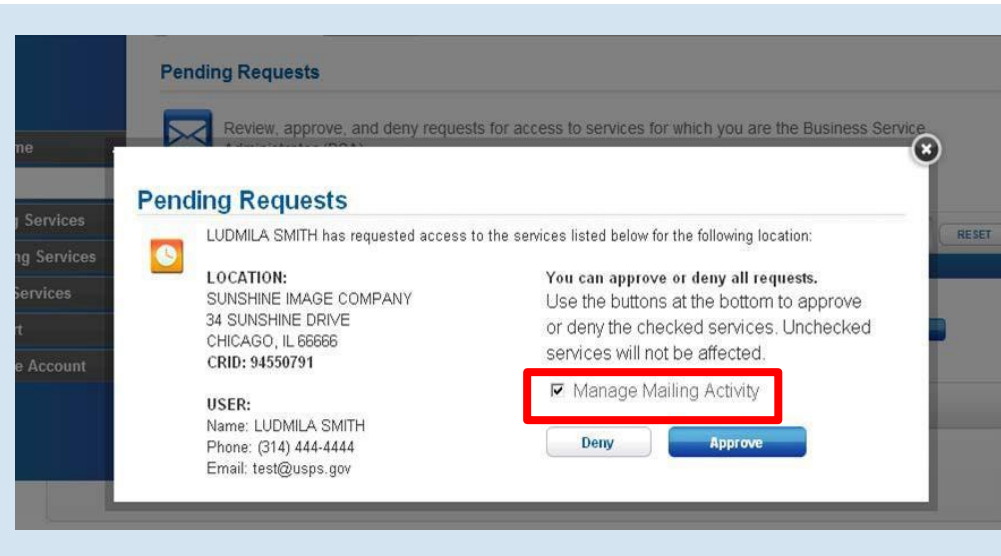 Pending Requests
Review, approve, and deny requests for access to services for which you are the Business Service
me
Services
ng Services
Services
RESET
Pending Requests
LUDMILA SMITH has requested access to the services listed below for the following location:
LOCATION:
SUNSHINE IMAGE COMPANY
34 SUNSHINE DRIVE
CHICAGO, IL 66666
CRID: 94550791
USER:
Name: LUDMILA SMITH
Phone: (314) 444-4444
Email: test@usps.gov
You can approve or deny all requests.
Use the buttons at the bottom to approve
or deny the checked services. Unchecked
services will not be affected.
Manage Mailing Activity
Deny Approve
rt
e Account